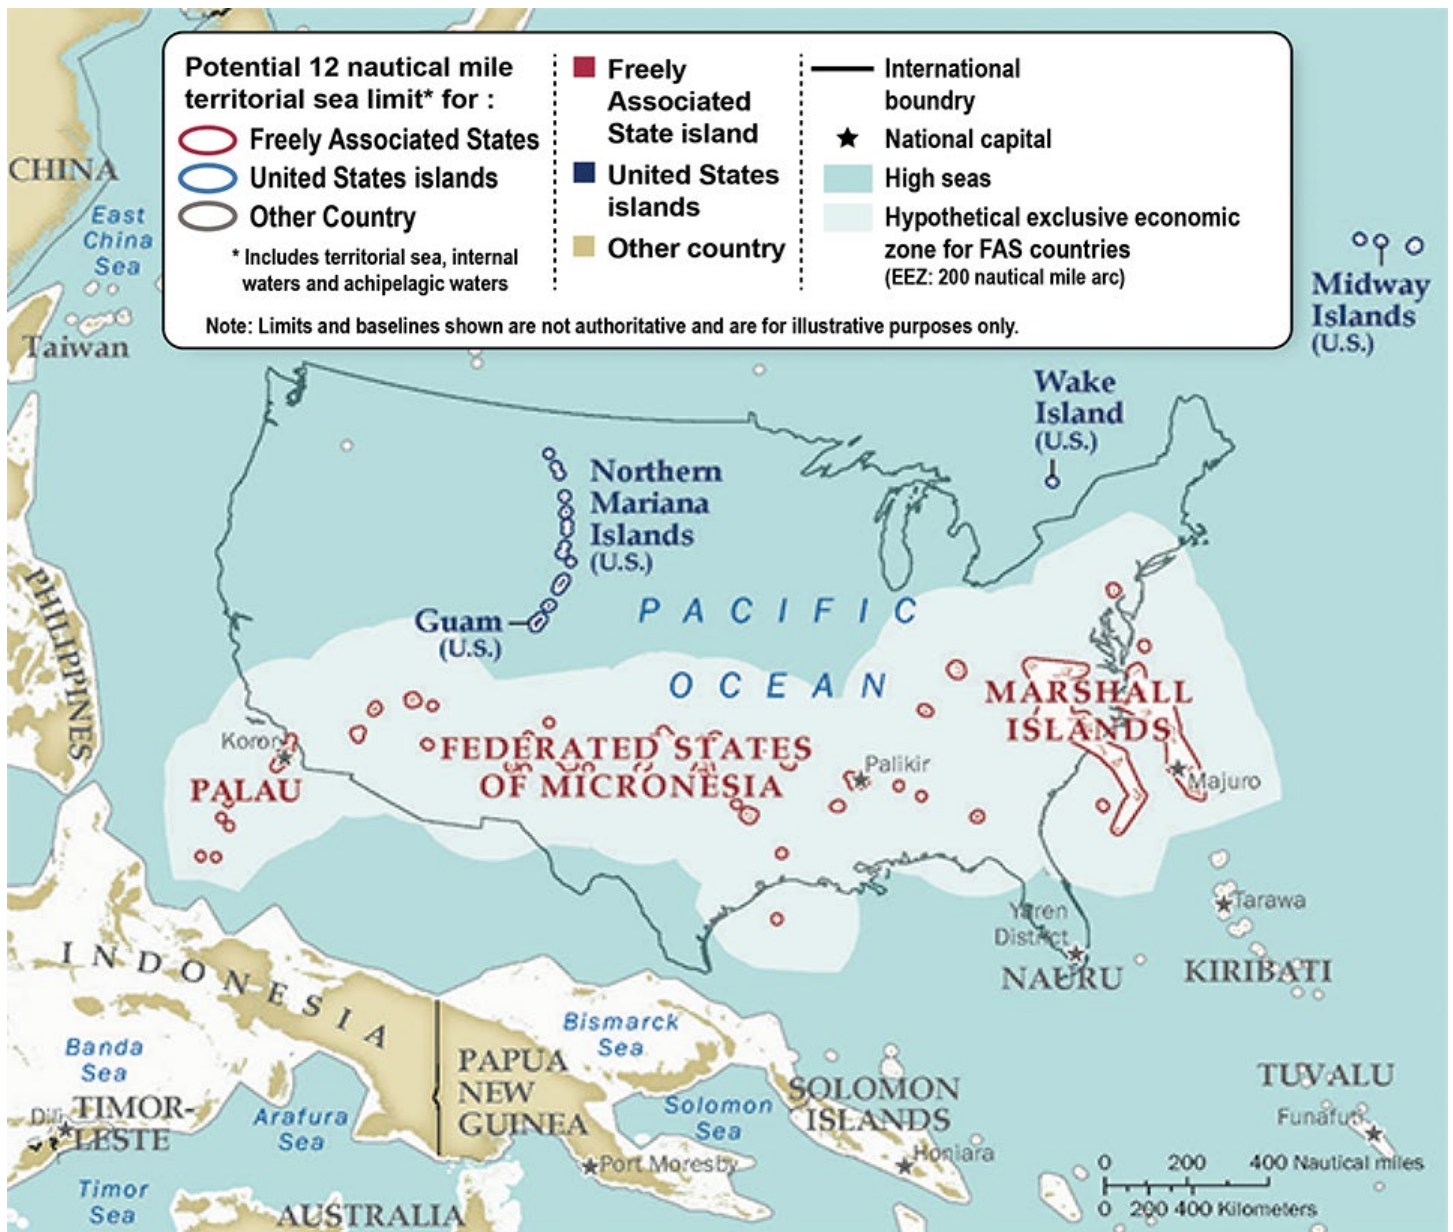 Potential 12 nautical mile
territorial sea limit* for :
Freely Associated States
United States islands
Other Country
* Includes territorial sea, internal
waters and achipelagic waters
Freely
Associated
State island
United States
islands
Other country
International
boundry
National capital
High seas
Hypothetical exclusive economic
zone for FAS countries
(EEZ: 200 nautical mile arc)
Note: Limits and baselines shown are not authoritative and are for illustrative purposes only.
CHINA
East
China
Sea
Taiwan
Midway
Islands
(U.S.)
Wake
Island
(U.S.)
Northern
Mariana
Islands
(U.S.)
Guam
(U.S.)
PACIFIC
OCEAN
PHILIPPINES
Koror
PALAU
FEDERATED STATES
OF MICRONESIA
Palikir
MARSHALL
ISLANDS
Majuro
Yaren
District
NAURU
Tarawa
KIRIBATI
INDONESIA
Banda
Sea
Dili
TIMOR-
LESTE
Arafura
Sea
Timor
Sea
AUSTRALIA
PAPUA
NEW
GUINEA
Port Moresby
Bismarck
Sea
Solomon
Sea
SOLOMON
ISLANDS
Honiara
TUVALU
Funafuti
0 200 400 Nautical miles
0 200 400 Kilometers